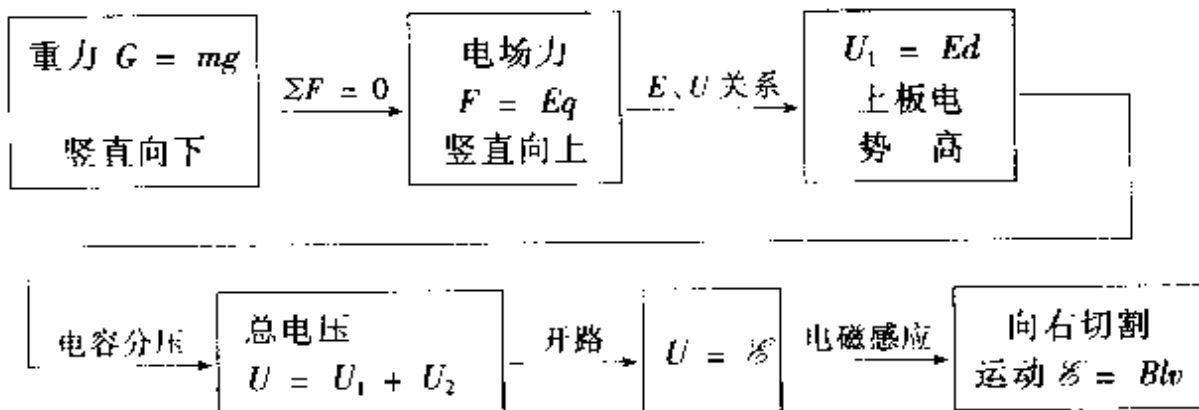 重力 G = mg
竖直向下
ΣF = 0
电场力
F = Eq
竖直向上
E、U 关系
U₁ = Ed
上板电
势 高
电容分压
总电压
U = U₁ + U₂
开路
U = ℰ
电磁感应
向右切割
运动 ℰ = Blv